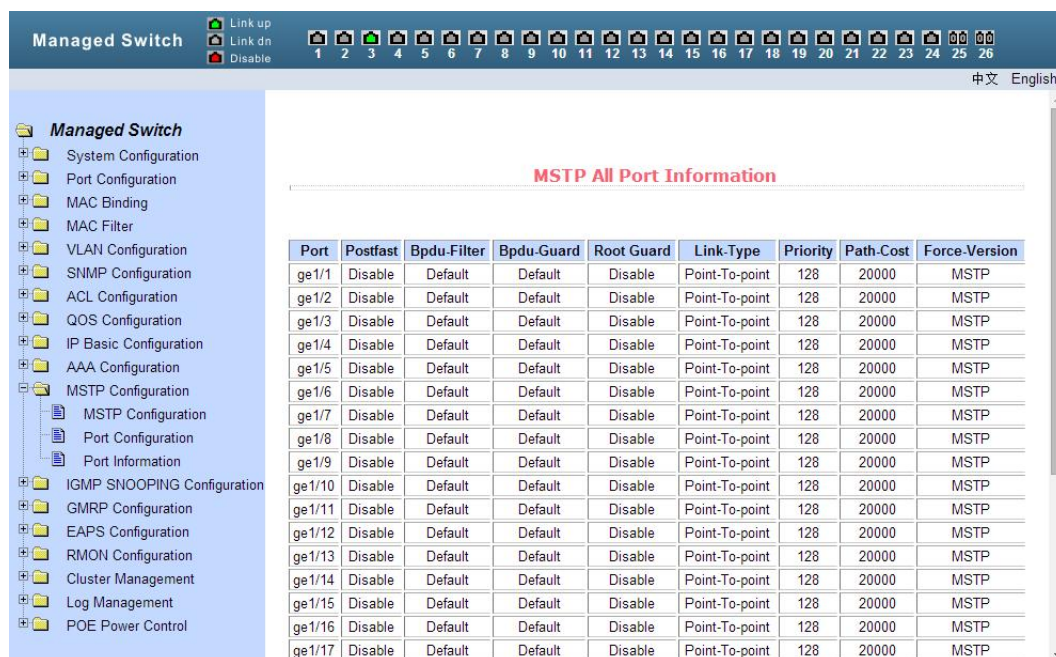 Managed Switch
Link up
Link dn
Disable
1 2 3 4 5 6 7 8 9 10 11 12 13 14 15 16 17 18 19 20 21 22 23 24 25 26
中文 English
Managed Switch
System Configuration
Port Configuration
MAC Binding
MAC Filter
VLAN Configuration
SNMP Configuration
ACL Configuration
QOS Configuration
IP Basic Configuration
AAA Configuration
MSTP Configuration
MSTP Configuration
Port Configuration
Port Information
IGMP SNOOPING Configuration
GMRP Configuration
EAPS Configuration
RMON Configuration
Cluster Management
Log Management
POE Power Control
MSTP All Port Information
Port Postfast Bpdu-Filter Bpdu-Guard Root Guard Link-Type Priority Path-Cost Force-Version
ge1/1 Disable Default Default Disable Point-To-point 128 20000 MSTP
ge1/2 Disable Default Default Disable Point-To-point 128 20000 MSTP
ge1/3 Disable Default Default Disable Point-To-point 128 20000 MSTP
ge1/4 Disable Default Default Disable Point-To-point 128 20000 MSTP
ge1/5 Disable Default Default Disable Point-To-point 128 20000 MSTP
ge1/6 Disable Default Default Disable Point-To-point 128 20000 MSTP
ge1/7 Disable Default Default Disable Point-To-point 128 20000 MSTP
ge1/8 Disable Default Default Disable Point-To-point 128 20000 MSTP
ge1/9 Disable Default Default Disable Point-To-point 128 20000 MSTP
ge1/10 Disable Default Default Disable Point-To-point 128 20000 MSTP
ge1/11 Disable Default Default Disable Point-To-point 128 20000 MSTP
ge1/12 Disable Default Default Disable Point-To-point 128 20000 MSTP
ge1/13 Disable Default Default Disable Point-To-point 128 20000 MSTP
ge1/14 Disable Default Default Disable Point-To-point 128 20000 MSTP
ge1/15 Disable Default Default Disable Point-To-point 128 20000 MSTP
ge1/16 Disable Default Default Disable Point-To-point 128 20000 MSTP
ge1/17 Disable Default Default Disable Point-To-point 128 20000 MSTP